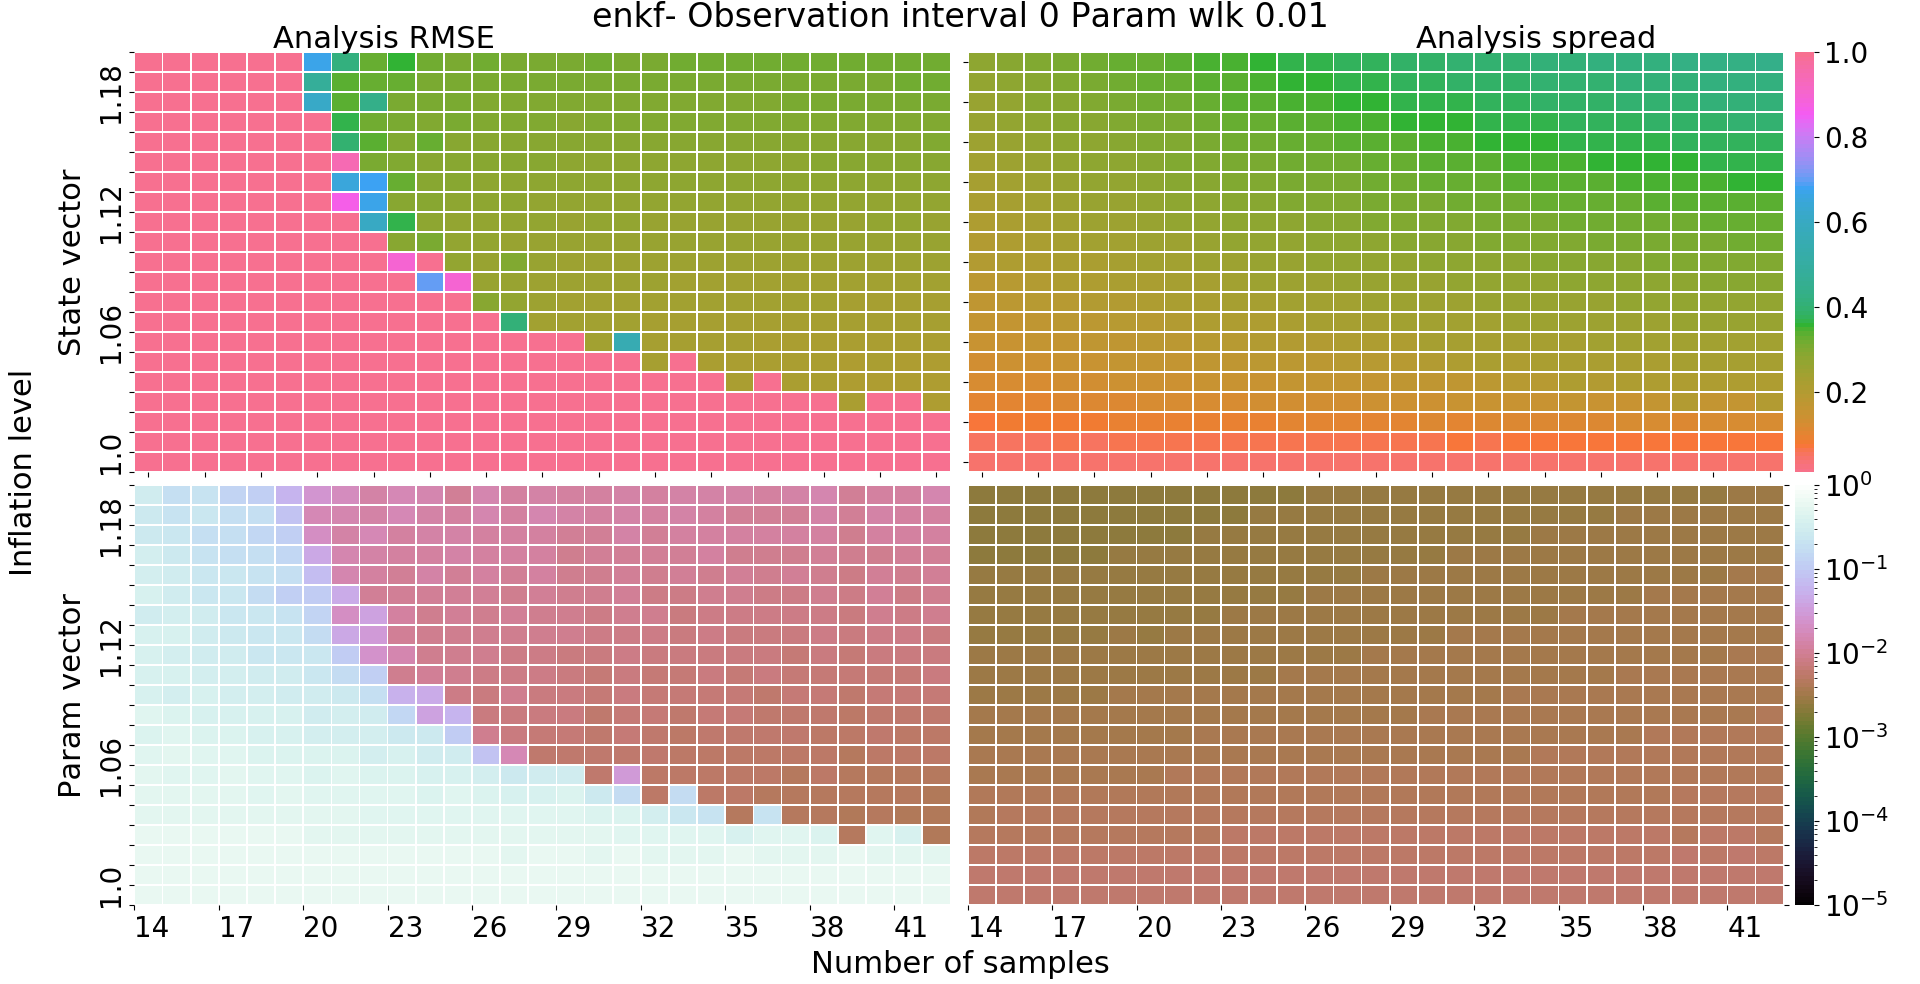 enkf- Observation interval 0 Param wlk 0.01
Analysis RMSE
Analysis spread
Inflation level
State vector
1.18
1.12
1.06
1.0
1.0
0.8
0.6
0.4
0.2
Param vector
1.18
1.12
1.06
1.0
10⁰
10⁻¹
10⁻²
10⁻³
10⁻⁴
10⁻⁵
14 17 20 23 26 29 32 35 38 41
14 17 20 23 26 29 32 35 38 41
Number of samples